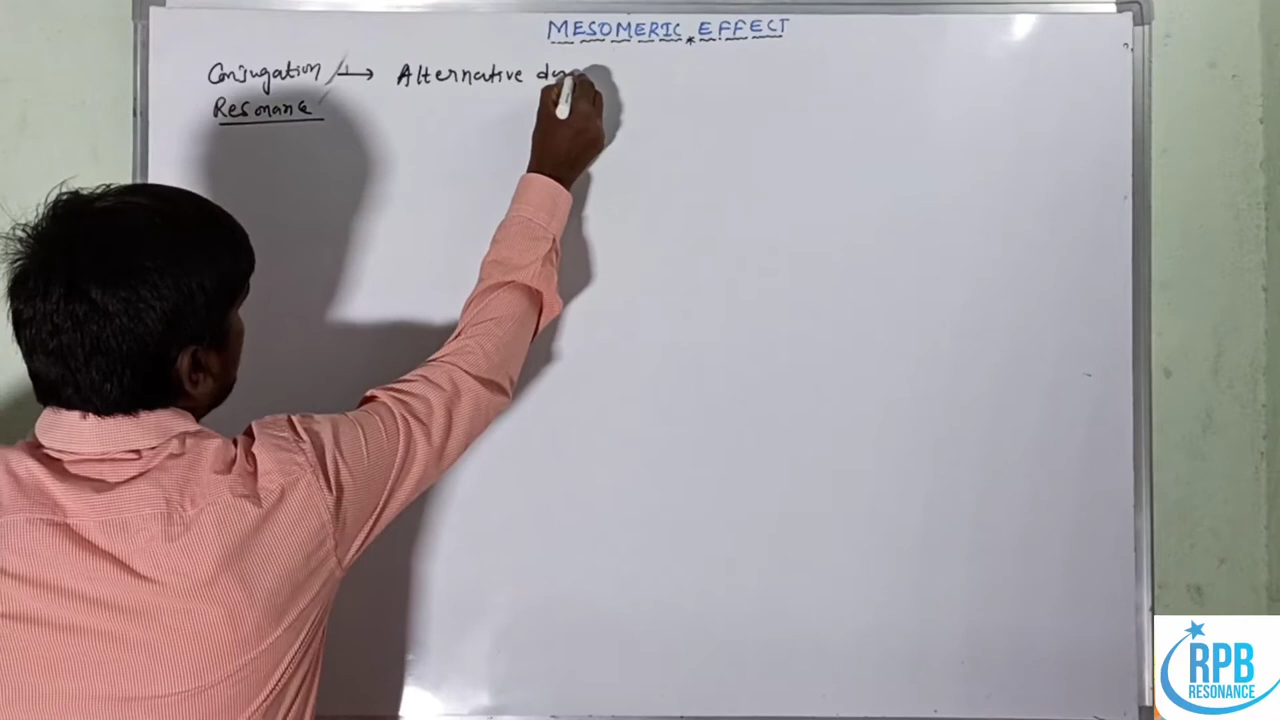 MESOMERIC EFFECT
Conjugation / → Alternative
Resonance
RPB
RESONANCE